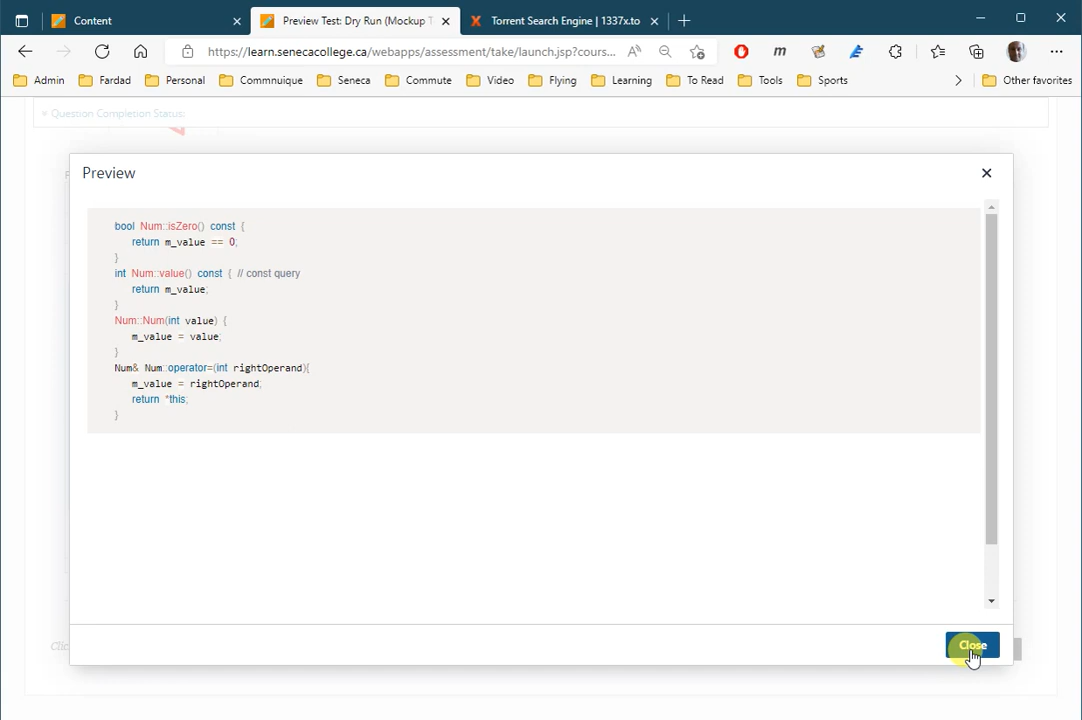 Content
Preview Test: Dry Run (Mockup T
Torrent Search Engine | 1337x.to
https://learn.senecacollege.ca/webapps/assessment/take/launch.jsp?cours...
Admin Fardad Personal Commnuique Seneca Commute Video Flying Learning To Read Tools Sports Other favorites
Question Completion Status:
Preview
bool Num::isZero() const {
return m_value == 0;
}
int Num::value() const { // const query
return m_value;
}
Num::Num(int value) {
m_value = value;
}
Num& Num::operator=(int rightOperand){
m_value = rightOperand;
return *this;
}
Close